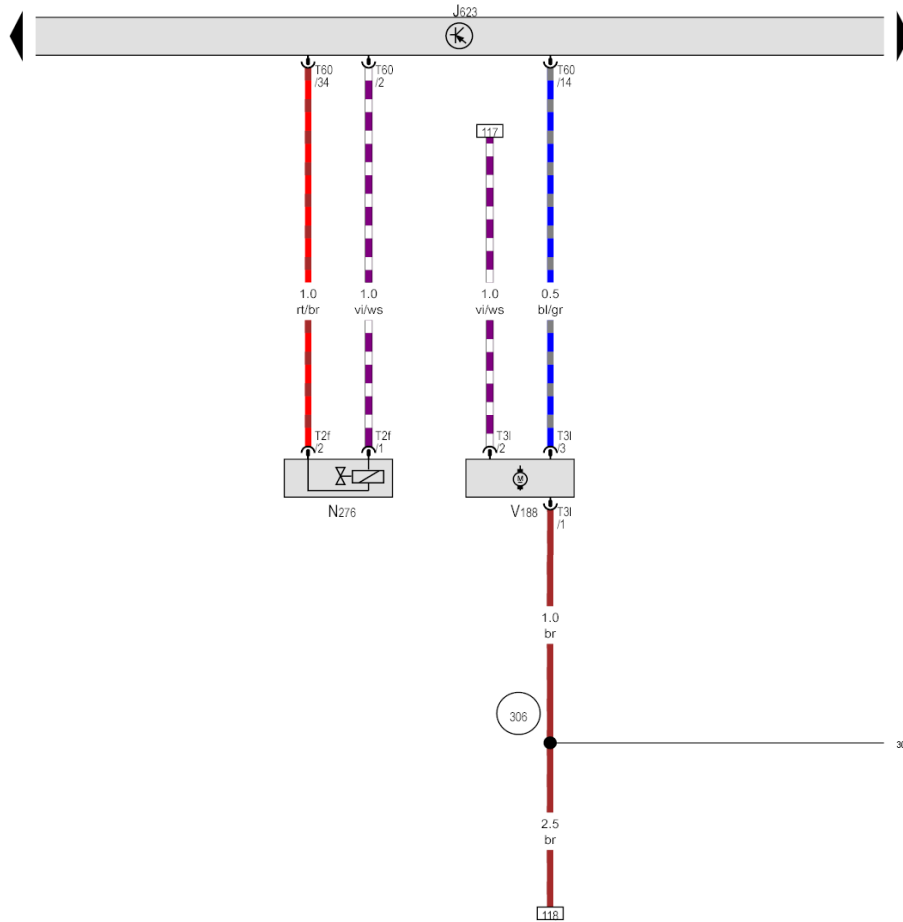 J623
T60
/34
T60
/2
T60
/14
117
1.0
rt/br
1.0
vi/ws
1.0
vi/ws
0.5
bl/gr
T2f
/2
T2f
/1
T3l
/2
T3l
/3
N276
V188
T3l
/1
1.0
br
306
2.5
br
118